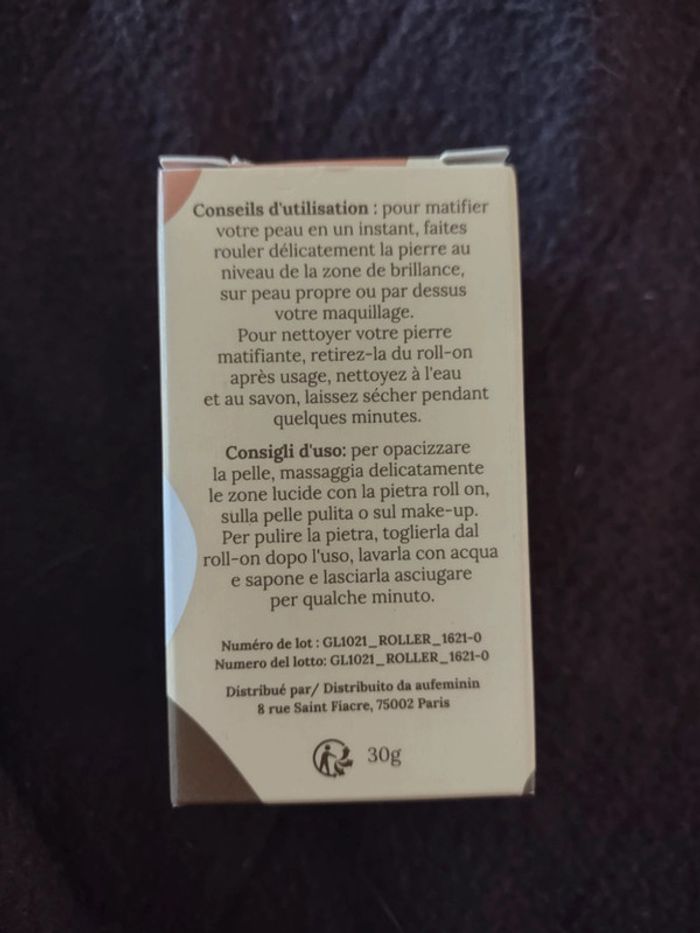 Conseils d'utilisation : pour matifier
votre peau en un instant, faites
rouler délicatement la pierre au
niveau de la zone de brillance,
sur peau propre ou par dessus
votre maquillage.
Pour nettoyer votre pierre
matifiante, retirez-la du roll-on
après usage, nettoyez à l'eau
et au savon, laissez sécher pendant
quelques minutes.
Consigli d'uso: per opacizzare
la pelle, massaggia delicatamente
le zone lucide con la pietra roll on,
sulla pelle pulita o sul make-up.
Per pulire la pietra, toglierla dal
roll-on dopo l'uso, lavarla con acqua
e sapone e lasciarla asciugare
per qualche minuto.
Numéro de lot : GL1021_ROLLER_1621-0
Numero del lotto: GL1021_ROLLER_1621-0
Distribué par/ Distribuito da aufeminin
8 rue Saint Fiacre, 75002 Paris
30g